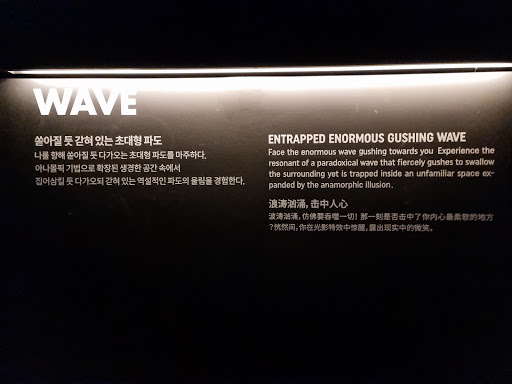 WAVE
쏟아질 듯 갇혀 있는 초대형 파도
나를 향해 쏟아질 듯 다가오는 초대형 파도를 마주하다.
아나몰픽 기법으로 확장된 생경한 공간 속에서
집어삼킬 듯 다가오되 갇혀 있는 역설적인 파도의 울림을 경험한다.
ENTRAPPED ENORMOUS GUSHING WAVE
Face the enormous wave gushing towards you Experience the
resonant of a paradoxical wave that fiercely gushes to swallow
the surrounding yet is trapped inside an unfamiliar space ex-
panded by the anamorphic illusion.
浪涛汹涌, 击中人心
波涛汹涌, 仿佛要吞噬一切! 那一刻是否击中了你内心最柔软的地方
?恍然间, 你在光影特效中惊醒, 露出现实中的微笑。